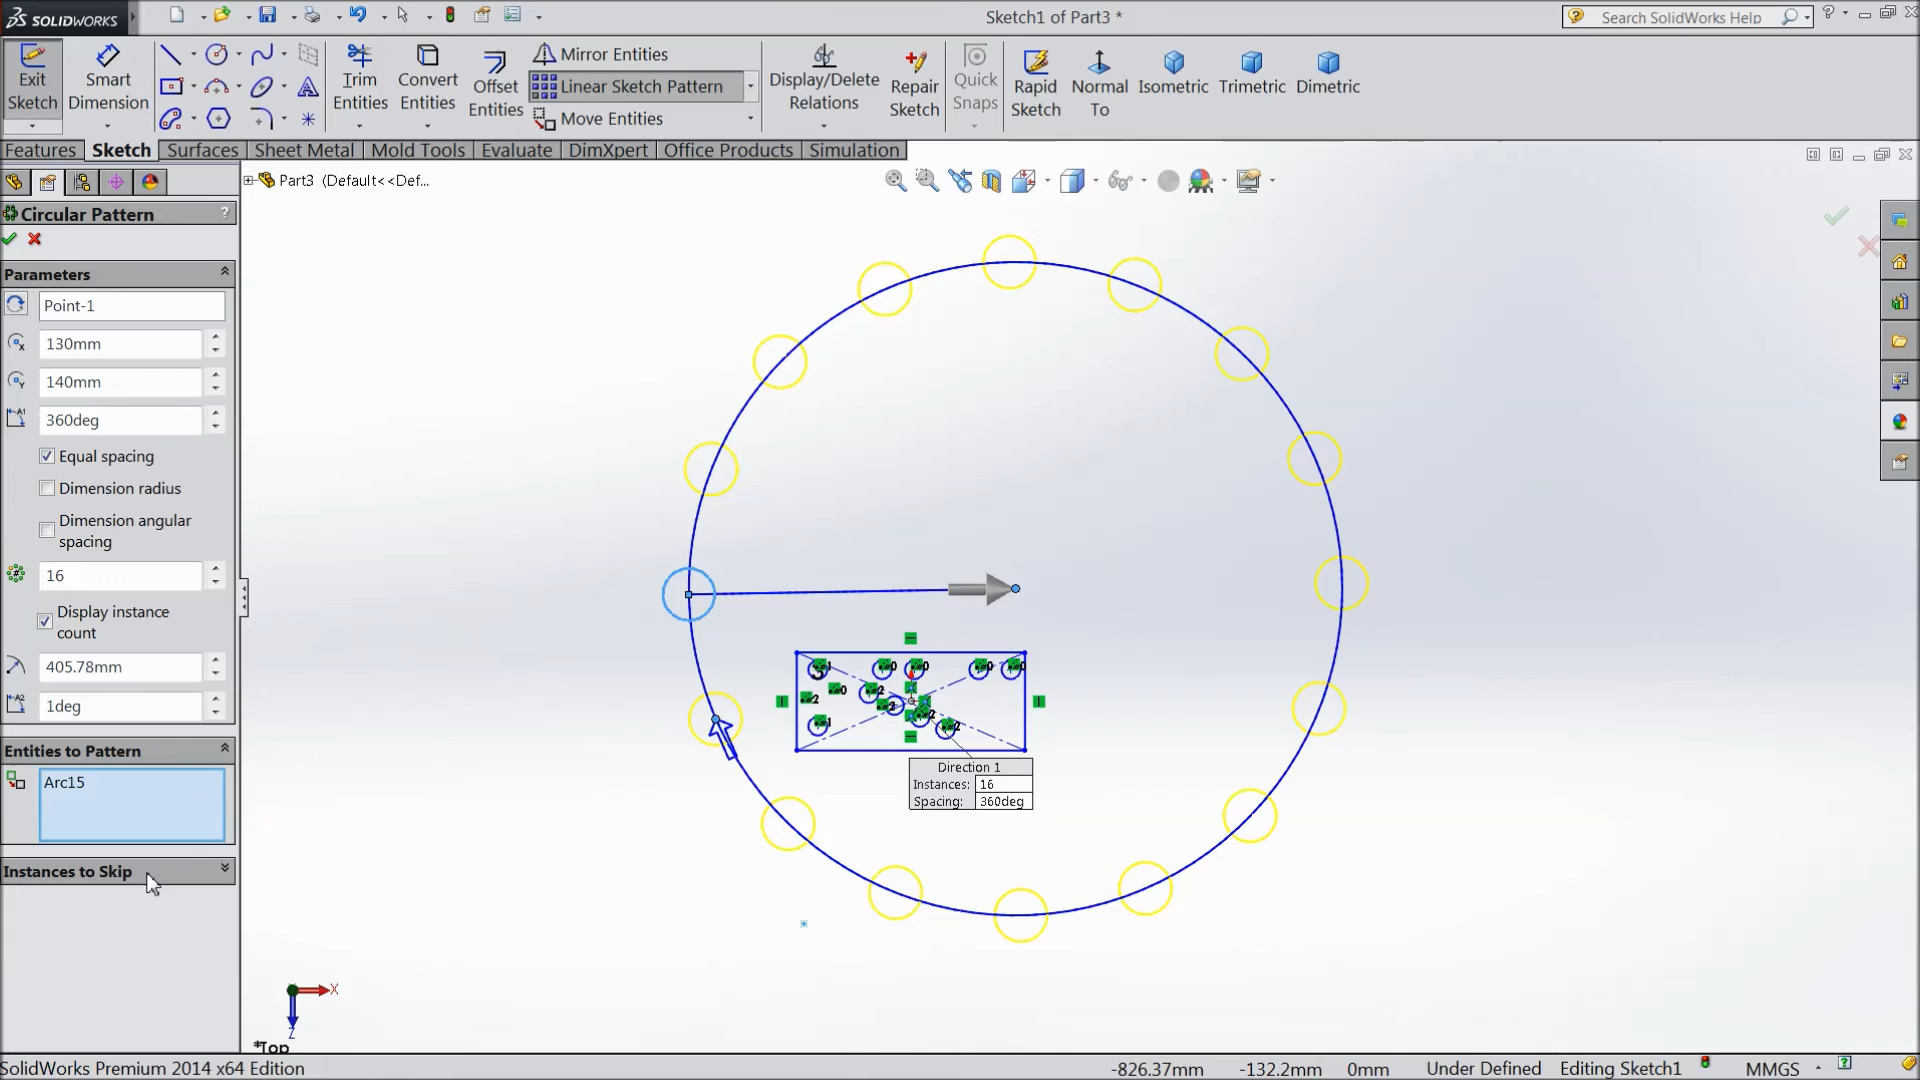 SOLIDWORKS
Sketch1 of Part3 *
Search SolidWorks Help
Exit Sketch
Smart Dimension
Trim Entities
Convert Entities
Offset Entities
Mirror Entities
Linear Sketch Pattern
Move Entities
Display/Delete Relations
Repair Sketch
Quick Snaps
Rapid Sketch
Normal To
Isometric
Trimetric
Dimetric
Features
Sketch
Surfaces
Sheet Metal
Mold Tools
Evaluate
DimXpert
Office Products
Simulation
Part3 (Default<<Def...
Circular Pattern
?
Parameters
Point-1
130mm
140mm
360deg
Equal spacing
Dimension radius
Dimension angular
spacing
16
Display instance
count
405.78mm
1deg
Entities to Pattern
Arc15
Instances to Skip
Direction 1
Instances: 16
Spacing: 360deg
X
Z
*Top
SolidWorks Premium 2014 x64 Edition
-826.37mm
-132.2mm
0mm
Under Defined
Editing Sketch1
MMGS